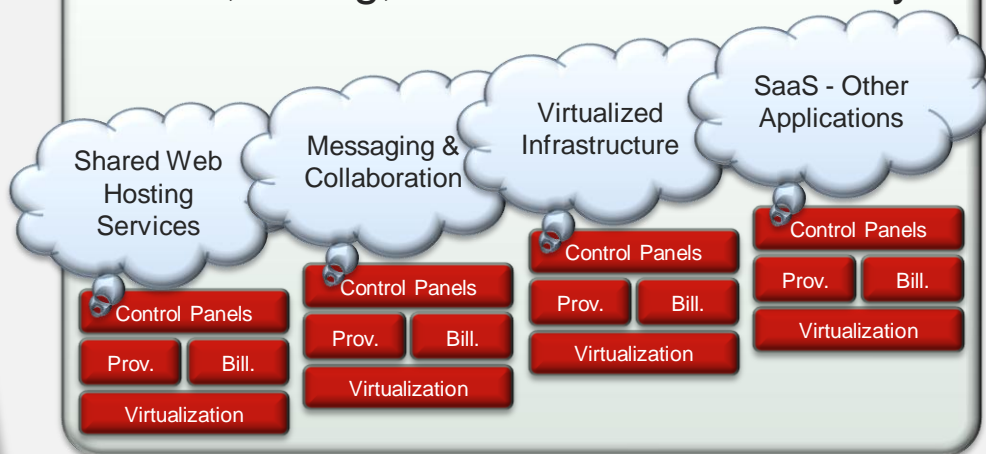 Shared Web
Hosting
Services
Control Panels
Prov.
Bill.
Virtualization
Messaging &
Collaboration
Control Panels
Prov.
Bill.
Virtualization
Virtualized
Infrastructure
Control Panels
Prov.
Bill.
Virtualization
SaaS - Other
Applications
Control Panels
Prov.
Bill.
Virtualization